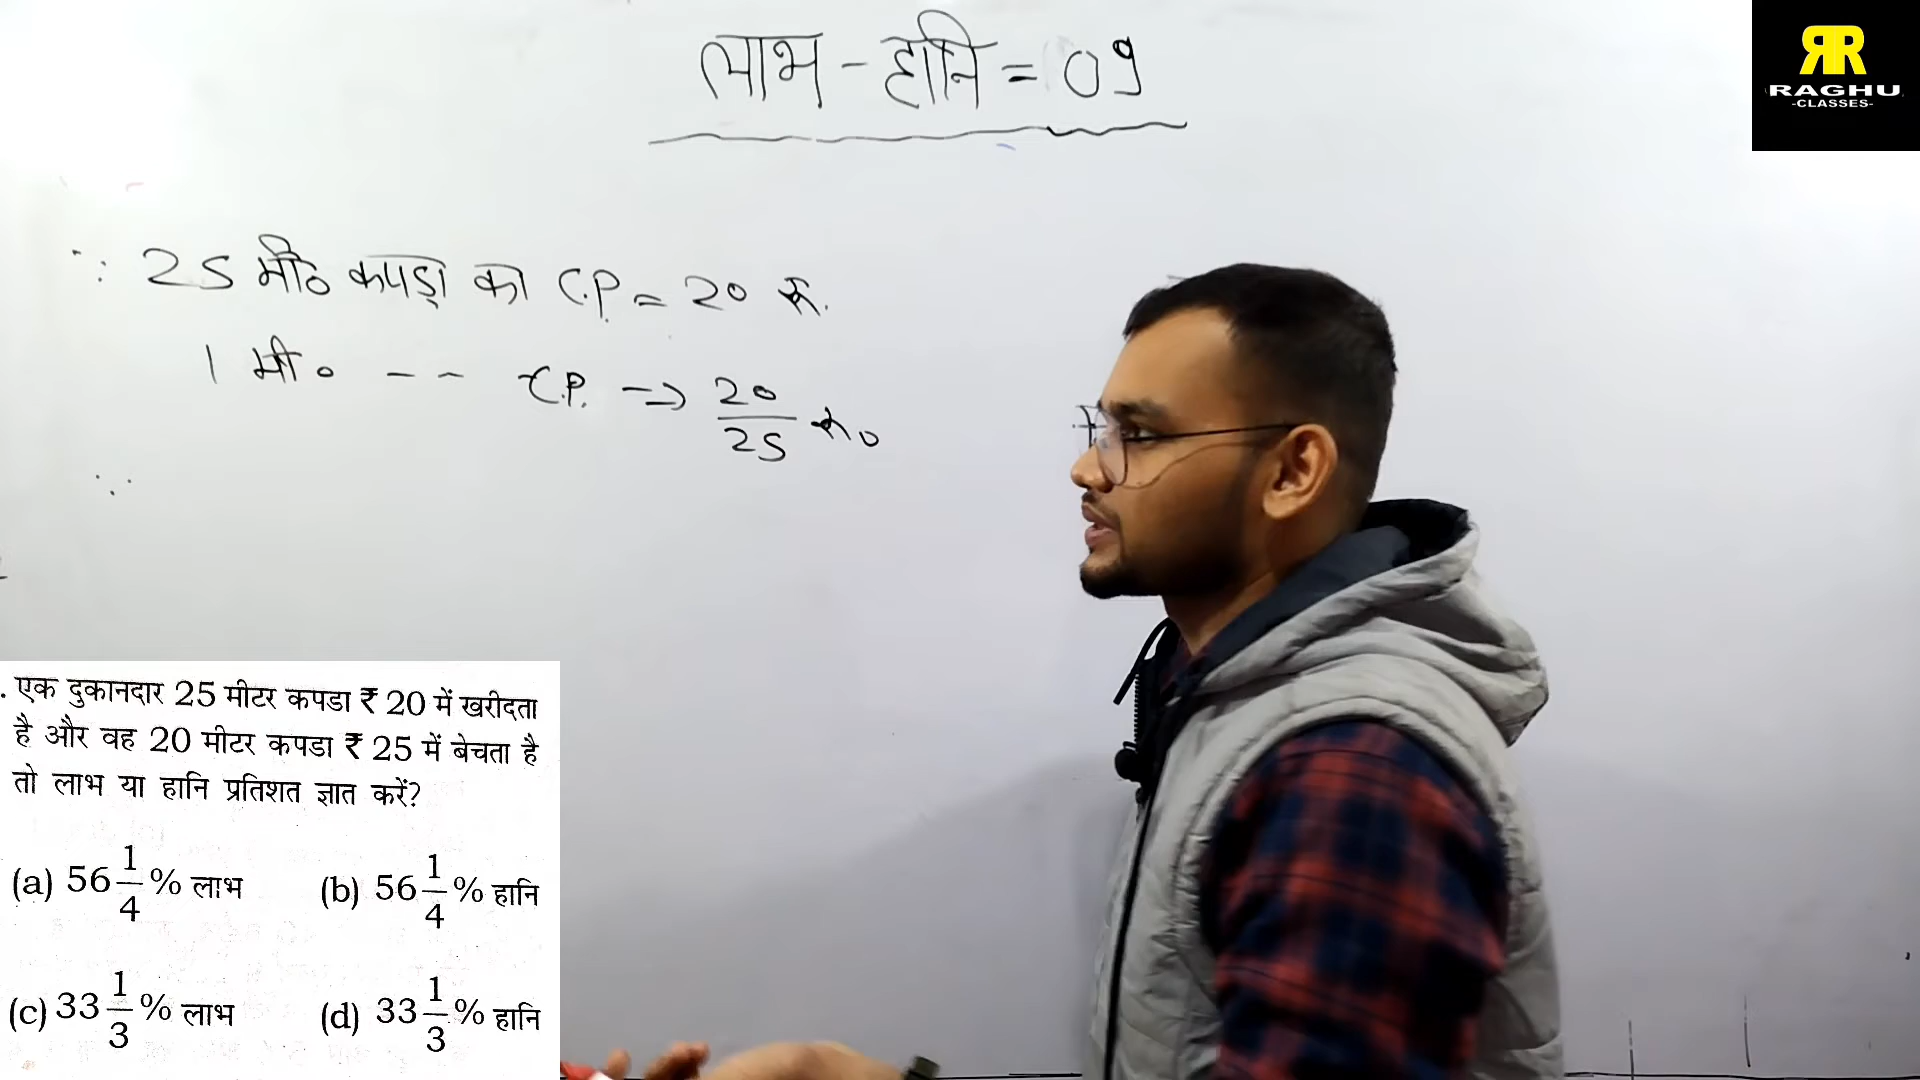 लाभ - हानि = 09
RR
RAGHU
-CLASSES-
∵ 25 मी० कपड़ा का C.P. = 20 रू.
1 मी० - - C.P. => 20/25 रू०
∵
. एक दुकानदार 25 मीटर कपडा ₹ 20 में खरीदता
है और वह 20 मीटर कपडा ₹ 25 में बेचता है
तो लाभ या हानि प्रतिशत ज्ञात करें?
(a) 56 1/4 % लाभ (b) 56 1/4 % हानि
(c) 33 1/3 % लाभ (d) 33 1/3 % हानि